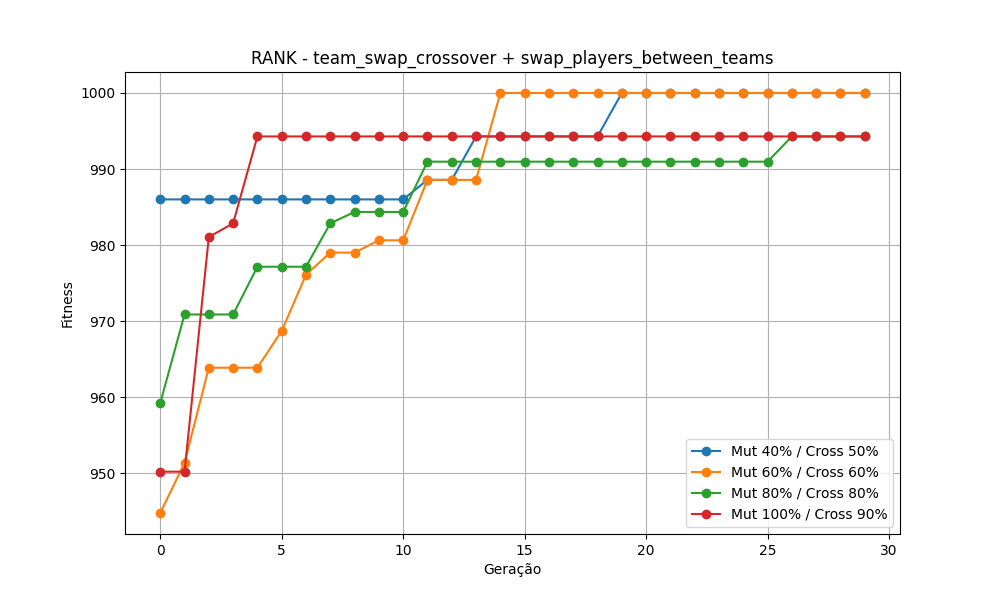 RANK - team_swap_crossover + swap_players_between_teams
1000
990
980
970
960
950
Fitness
0
5
10
15
20
25
30
Geração
Mut 40% / Cross 50%
Mut 60% / Cross 60%
Mut 80% / Cross 80%
Mut 100% / Cross 90%